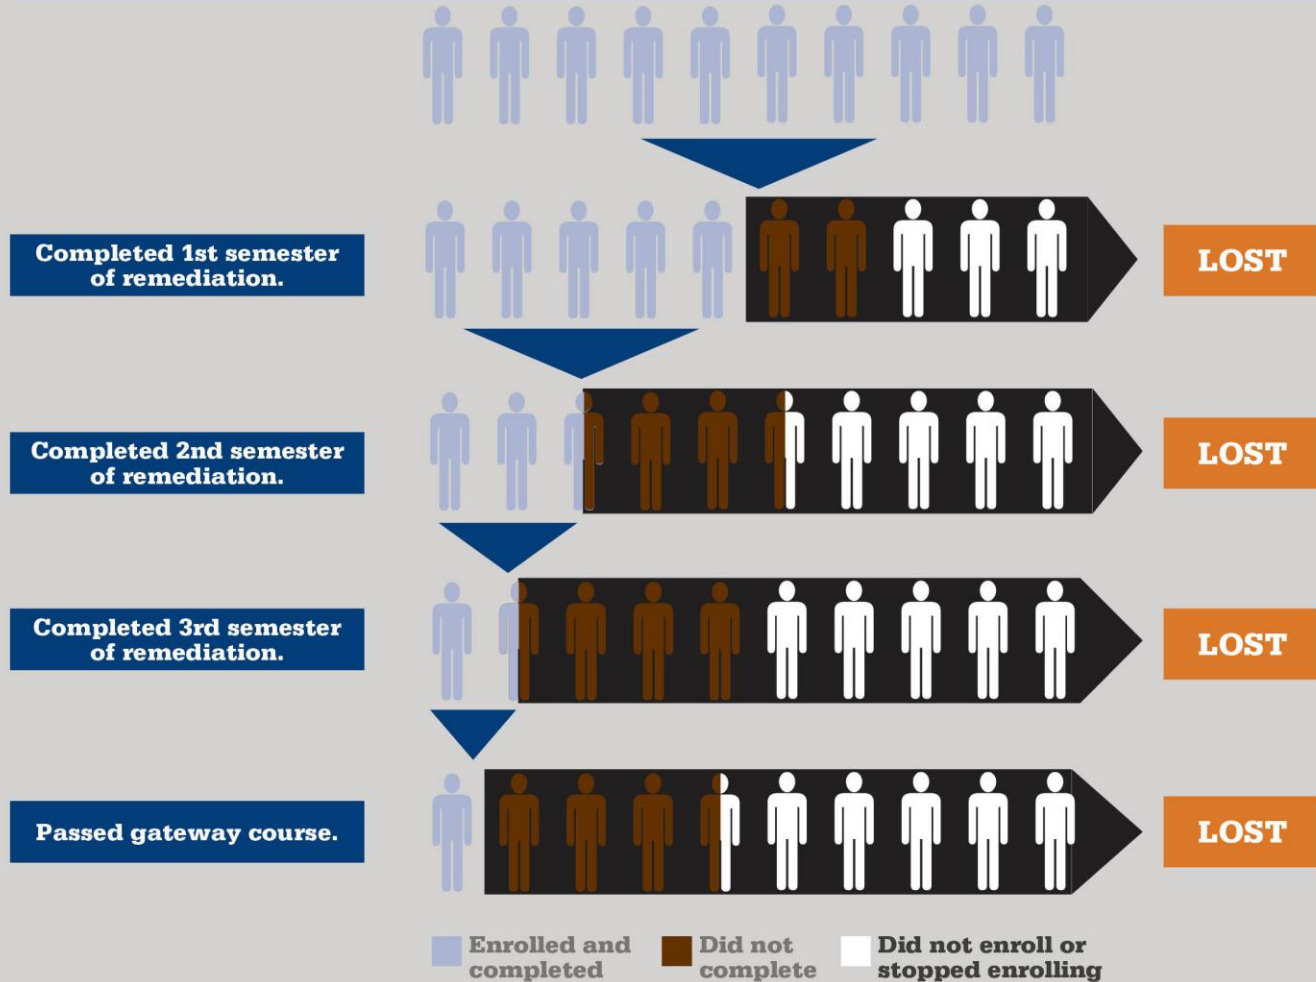 Completed 1st semester
of remediation.
LOST
Completed 2nd semester
of remediation.
LOST
Completed 3rd semester
of remediation.
LOST
Passed gateway course.
LOST
Enrolled and
completed
Did not
complete
Did not enroll or
stopped enrolling